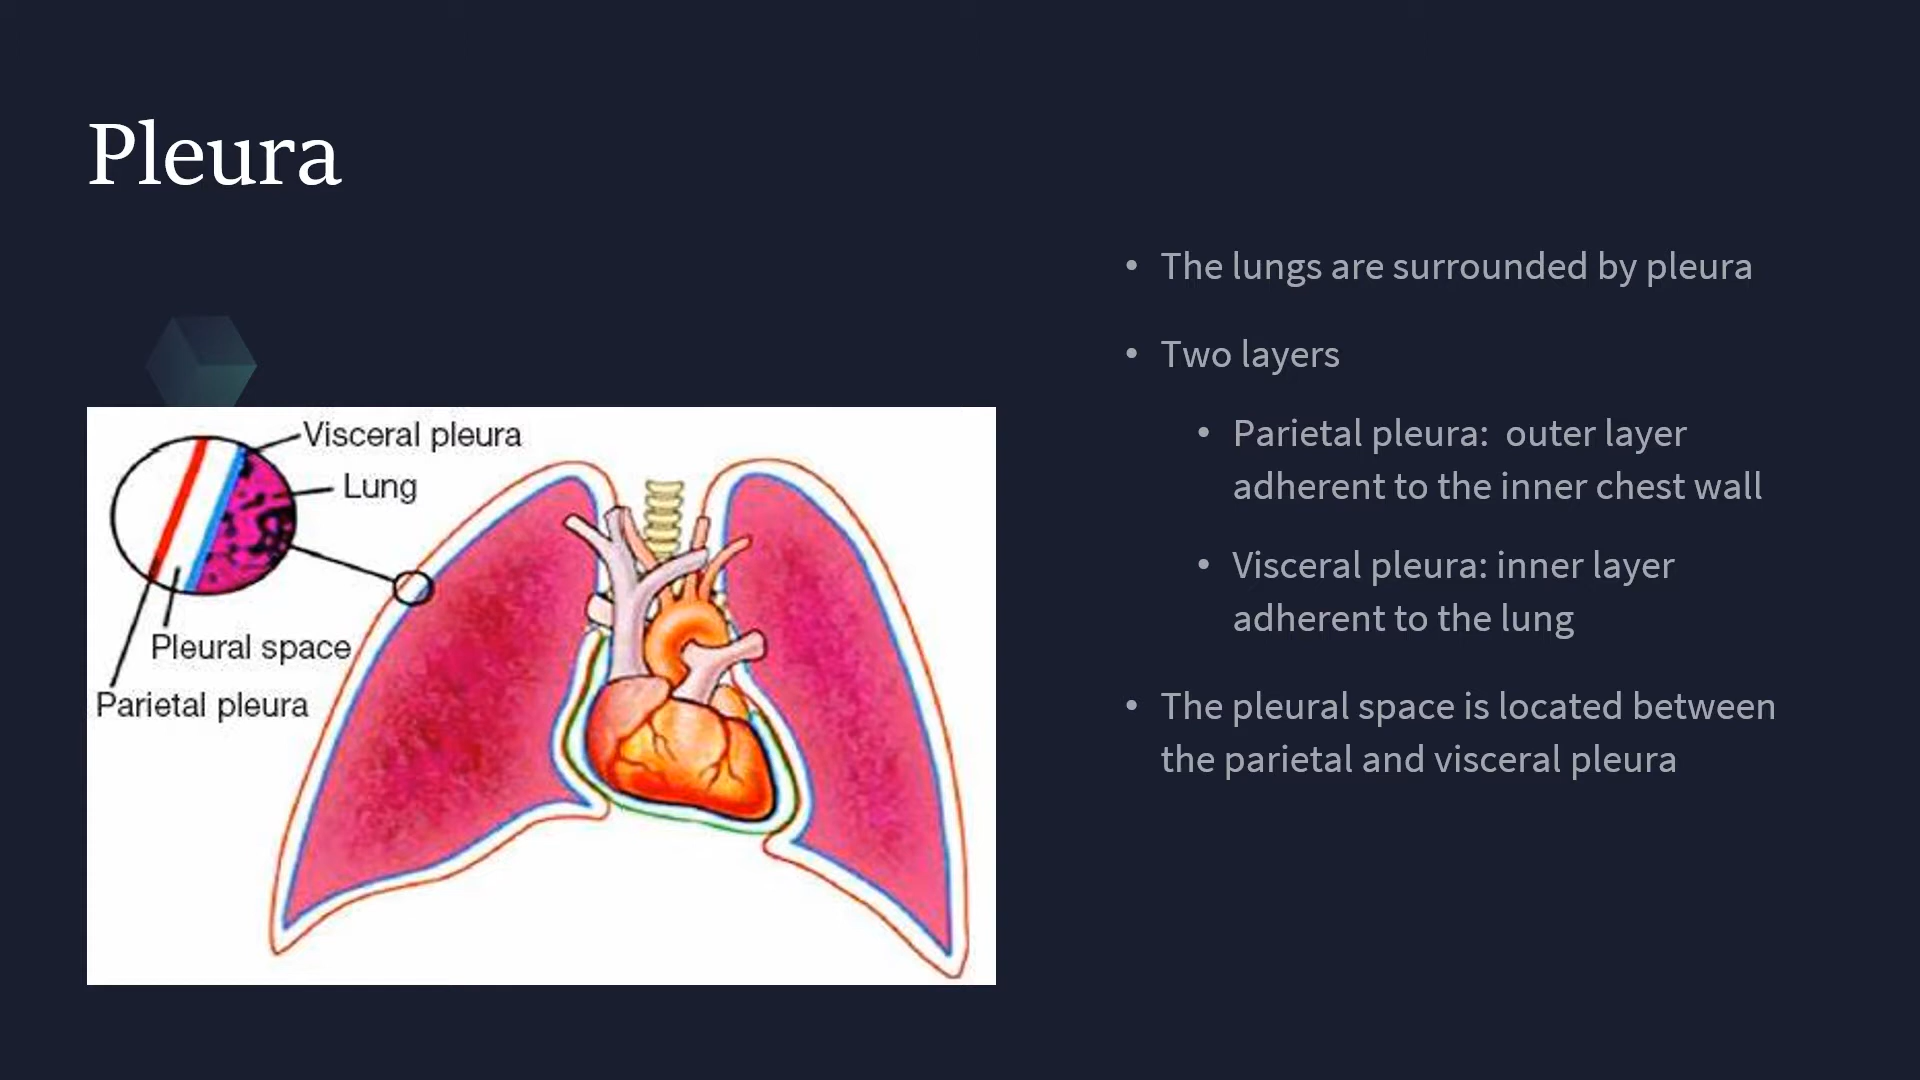 Pleura
• The lungs are surrounded by pleura
• Two layers
• Parietal pleura:  outer layer
adherent to the inner chest wall
• Visceral pleura: inner layer
adherent to the lung
• The pleural space is located between
the parietal and visceral pleura
Visceral pleura
Lung
Pleural space
Parietal pleura